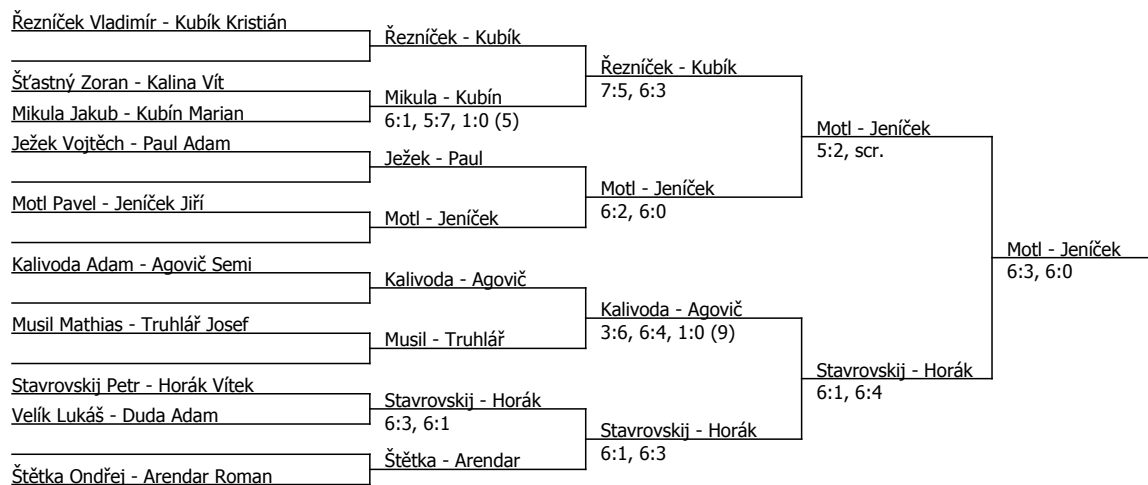 Řezníček Vladimír - Kubík Kristián
Šťastný Zoran - Kalina Vít
Mikula Jakub - Kubín Marian
Ježek Vojtěch - Paul Adam
Motl Pavel - Jeníček Jiří
Kalivoda Adam - Agovič Semi
Musil Mathias - Truhlář Josef
Stavrovskij Petr - Horák Vítek
Velík Lukáš - Duda Adam
Štětka Ondřej - Arendar Roman
Řezníček - Kubík
Mikula - Kubín
6:1, 5:7, 1:0 (5)
Ježek - Paul
Motl - Jeníček
Kalivoda - Agovič
Musil - Truhlář
Stavrovskij - Horák
6:3, 6:1
Štětka - Arendar
Řezníček - Kubík
7:5, 6:3
Motl - Jeníček
6:2, 6:0
Kalivoda - Agovič
3:6, 6:4, 1:0 (9)
Stavrovskij - Horák
6:1, 6:3
Motl - Jeníček
5:2, scr.
Stavrovskij - Horák
6:1, 6:4
Motl - Jeníček
6:3, 6:0